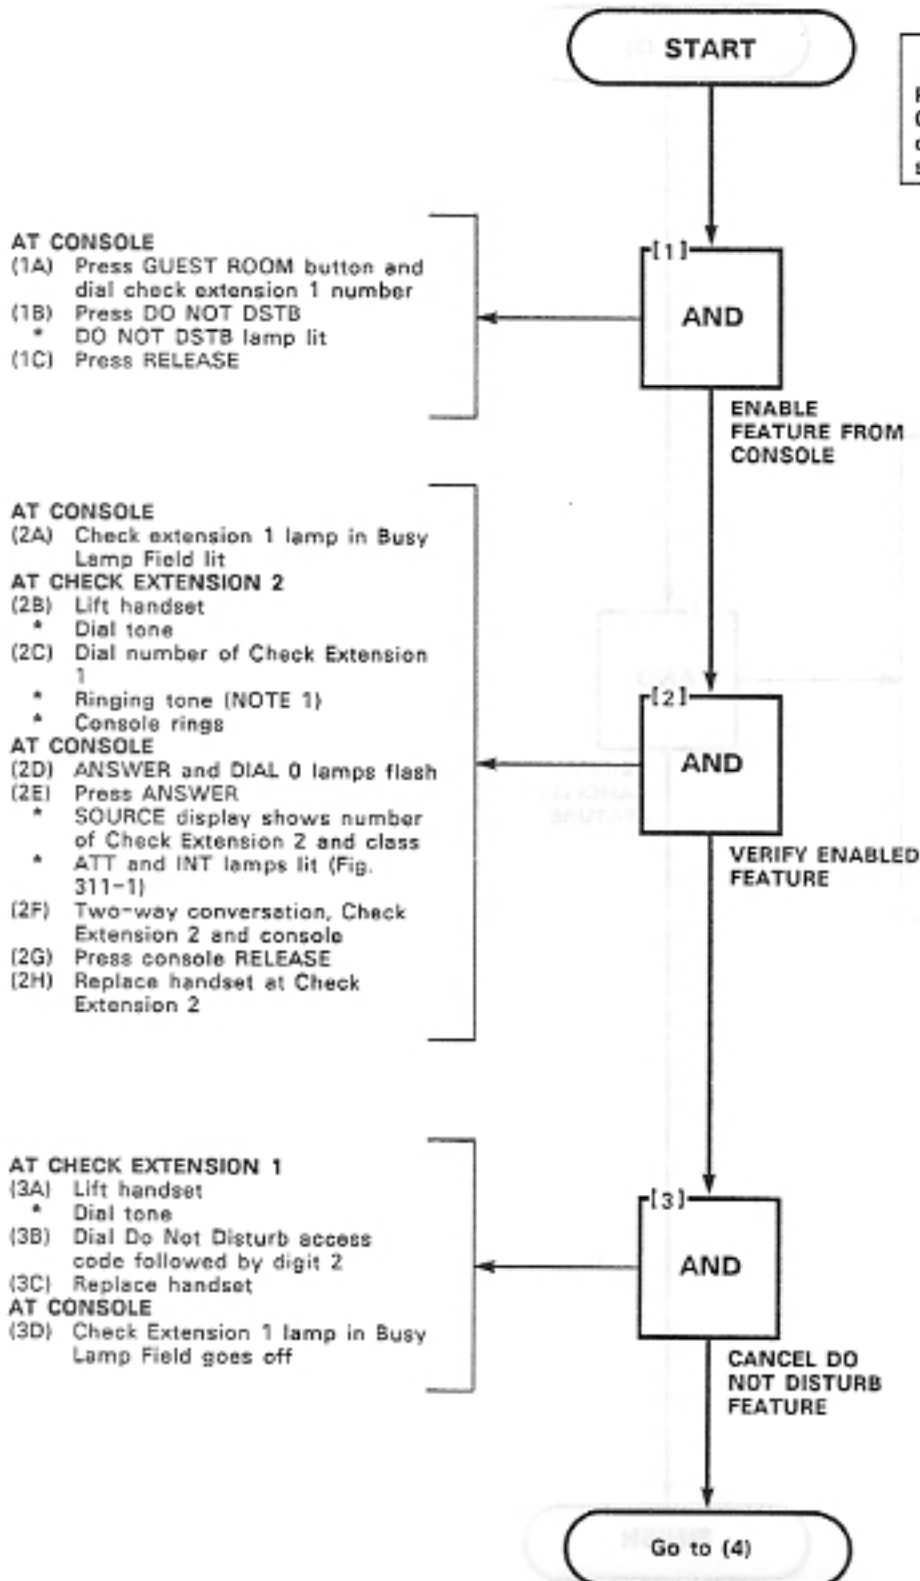 START
AT CONSOLE
(1A) Press GUEST ROOM button and
dial check extension 1 number
(1B) Press DO NOT DSTB
* DO NOT DSTB lamp lit
(1C) Press RELEASE
[1]
AND
ENABLE
FEATURE FROM
CONSOLE
AT CONSOLE
(2A) Check extension 1 lamp in Busy
Lamp Field lit
AT CHECK EXTENSION 2
(2B) Lift handset
* Dial tone
(2C) Dial number of Check Extension
1
* Ringing tone (NOTE 1)
* Console rings
AT CONSOLE
(2D) ANSWER and DIAL 0 lamps flash
(2E) Press ANSWER
* SOURCE display shows number
of Check Extension 2 and class
* ATT and INT lamps lit (Fig.
311-1)
(2F) Two-way conversation, Check
Extension 2 and console
(2G) Press console RELEASE
(2H) Replace handset at Check
Extension 2
[2]
AND
VERIFY ENABLED
FEATURE
AT CHECK EXTENSION 1
(3A) Lift handset
* Dial tone
(3B) Dial Do Not Disturb access
code followed by digit 2
(3C) Replace handset
AT CONSOLE
(3D) Check Extension 1 lamp in Busy
Lamp Field goes off
[3]
AND
CANCEL DO
NOT DISTURB
FEATURE
Go to (4)